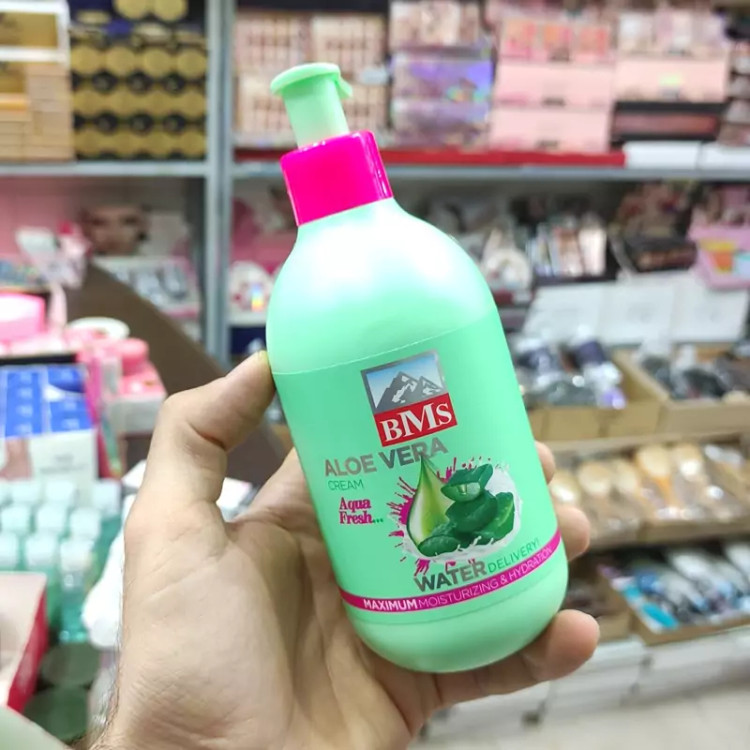 BMS
ALOE VERA
CREAM
Aqua
Fresh...
WATER DELIVERY!
MAXIMUM MOISTURIZING & HYDRATION